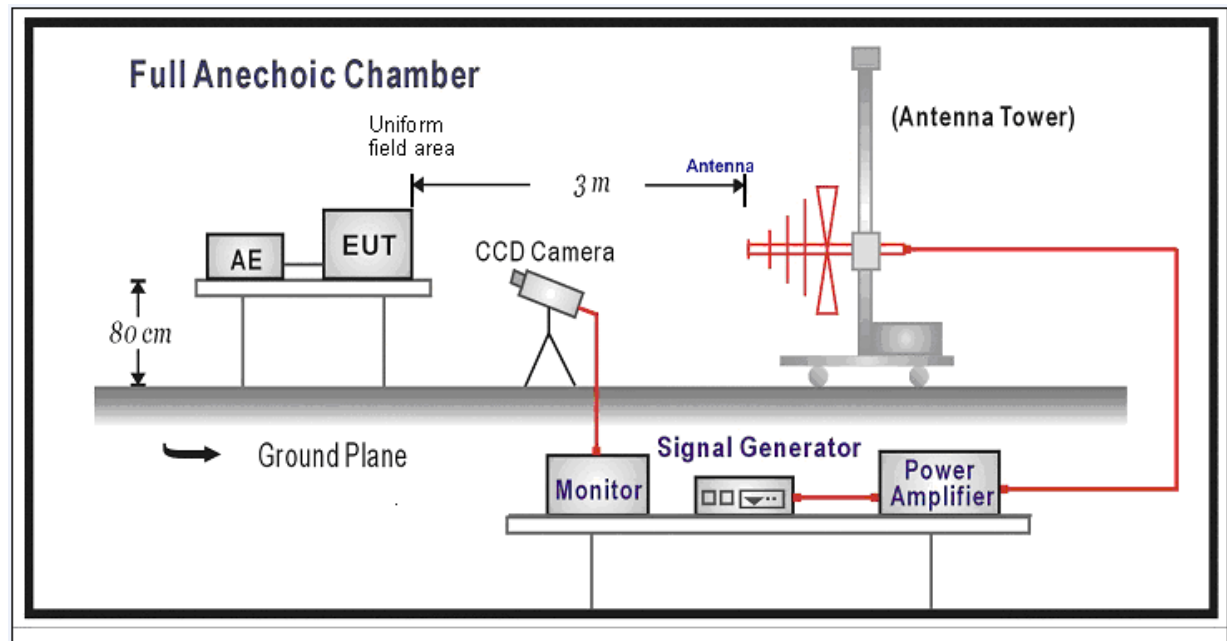 Full Anechoic Chamber
Uniform
field area
Antenna
3 m
(Antenna Tower)
AE
EUT
CCD Camera
80 cm
Ground Plane
Signal Generator
Monitor
Power
Amplifier